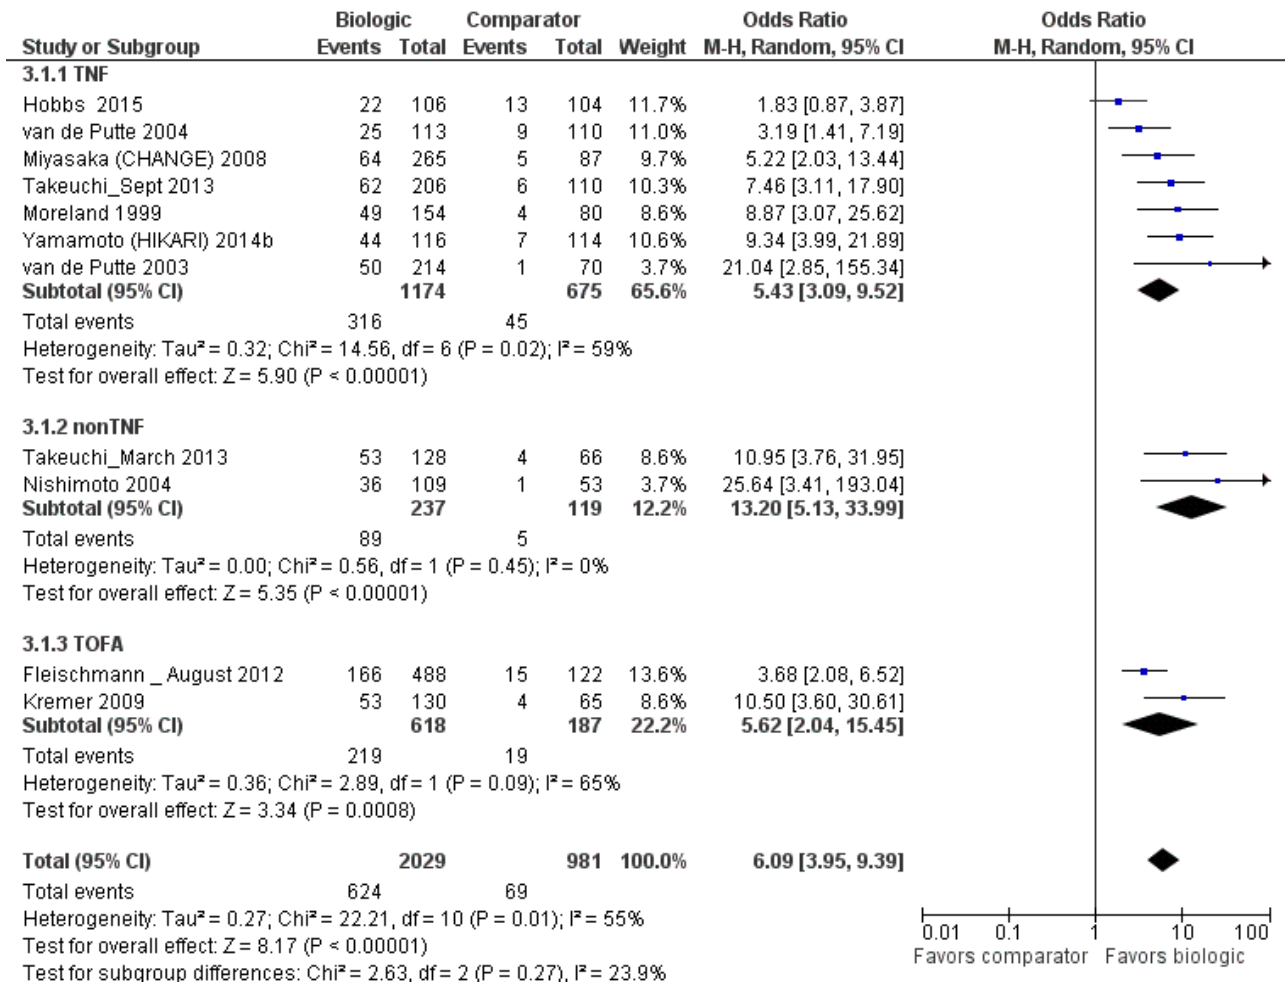 Biologic Comparator Odds Ratio Odds Ratio
Study or Subgroup Events Total Events Total Weight M-H, Random, 95% CI M-H, Random, 95% CI
3.1.1 TNF
Hobbs 2015 22 106 13 104 11.7% 1.83 [0.87, 3.87]
van de Putte 2004 25 113 9 110 11.0% 3.19 [1.41, 7.19]
Miyasaka (CHANGE) 2008 64 265 5 87 9.7% 5.22 [2.03, 13.44]
Takeuchi_Sept 2013 62 206 6 110 10.3% 7.46 [3.11, 17.90]
Moreland 1999 49 154 4 80 8.6% 8.87 [3.07, 25.62]
Yamamoto (HIKARI) 2014b 44 116 7 114 10.6% 9.34 [3.99, 21.89]
van de Putte 2003 50 214 1 70 3.7% 21.04 [2.85, 155.34]
Subtotal (95% CI) 1174 675 65.6% 5.43 [3.09, 9.52]
Total events 316 45
Heterogeneity: Tau² = 0.32; Chi² = 14.56, df = 6 (P = 0.02); I² = 59%
Test for overall effect: Z = 5.90 (P < 0.00001)
3.1.2 nonTNF
Takeuchi_March 2013 53 128 4 66 8.6% 10.95 [3.76, 31.95]
Nishimoto 2004 36 109 1 53 3.7% 25.64 [3.41, 193.04]
Subtotal (95% CI) 237 119 12.2% 13.20 [5.13, 33.99]
Total events 89 5
Heterogeneity: Tau² = 0.00; Chi² = 0.56, df = 1 (P = 0.45); I² = 0%
Test for overall effect: Z = 5.35 (P < 0.00001)
3.1.3 TOFA
Fleischmann _ August 2012 166 488 15 122 13.6% 3.68 [2.08, 6.52]
Kremer 2009 53 130 4 65 8.6% 10.50 [3.60, 30.61]
Subtotal (95% CI) 618 187 22.2% 5.62 [2.04, 15.45]
Total events 219 19
Heterogeneity: Tau² = 0.36; Chi² = 2.89, df = 1 (P = 0.09); I² = 65%
Test for overall effect: Z = 3.34 (P = 0.0008)
Total (95% CI) 2029 981 100.0% 6.09 [3.95, 9.39]
Total events 624 69
Heterogeneity: Tau² = 0.27; Chi² = 22.21, df = 10 (P = 0.01); I² = 55%
Test for overall effect: Z = 8.17 (P < 0.00001)
Test for subgroup differences: Chi² = 2.63, df = 2 (P = 0.27), I² = 23.9%
0.01 0.1 1 10 100
Favors comparator Favors biologic